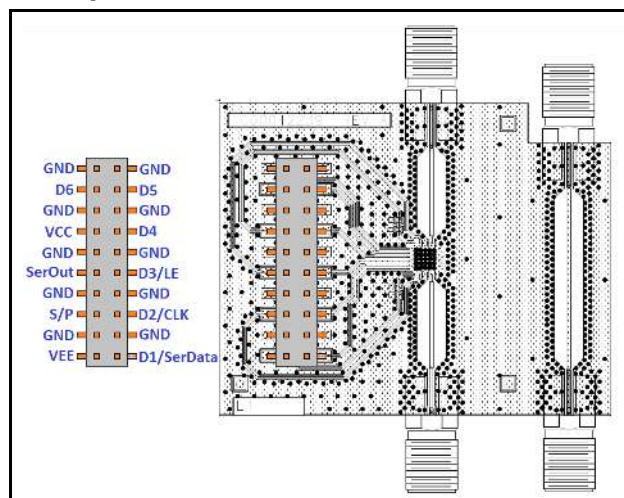 GND GND
D6 D5
GND GND
VCC D4
GND GND
SerOut D3/LE
GND GND
S/P D2/CLK
GND GND
VEE D1/SerData
L